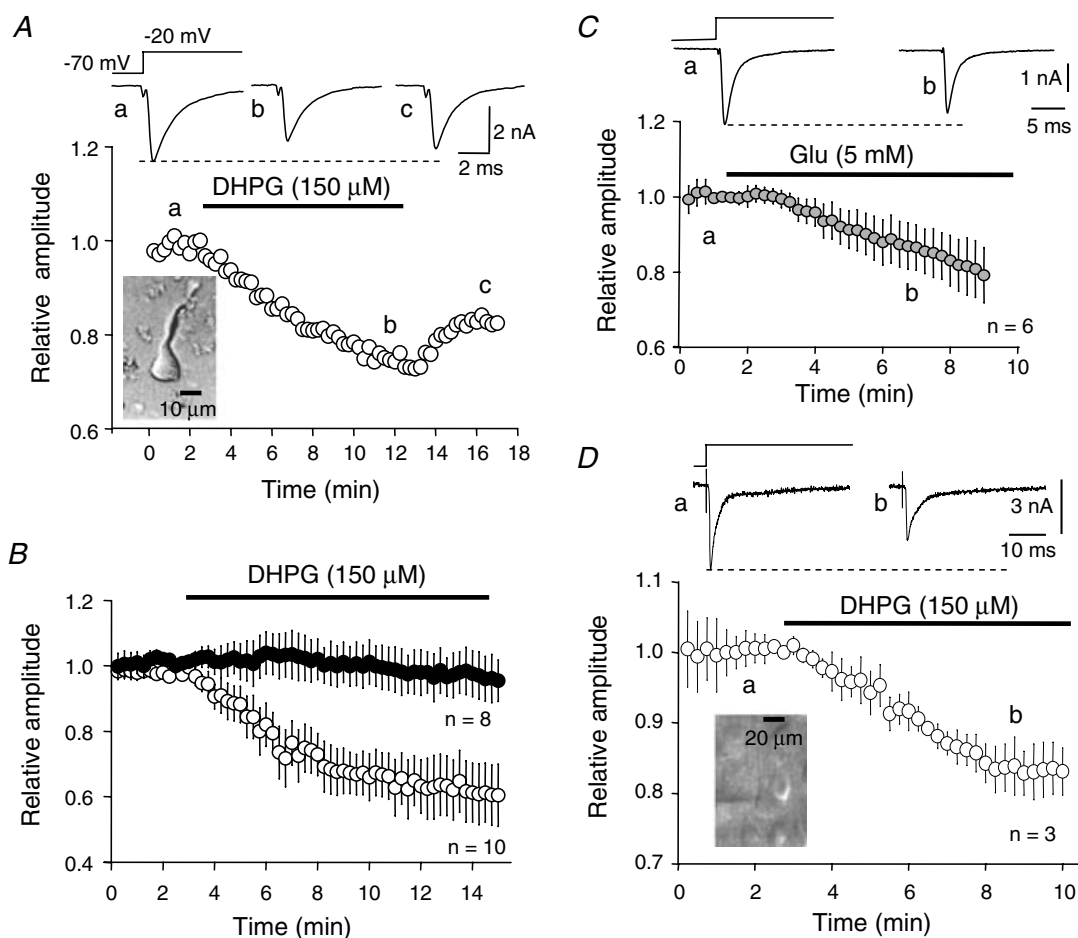 A
-20 mV
-70 mV
a
b
c
2 nA
2 ms
1.2
DHPG (150 µM)
a
1.0
c
b
0.8
10 µm
0.6
0 2 4 6 8 10 12 14 16 18
Relative amplitude
Time (min)
B
DHPG (150 µM)
1.2
1.0
n = 8
0.8
0.6
n = 10
0.4
0 2 4 6 8 10 12 14
Relative amplitude
Time (min)
C
a
b
1 nA
5 ms
1.2
Glu (5 mM)
1.0
a
0.8
b
n = 6
0.6
0 2 4 6 8 10
Relative amplitude
Time (min)
D
a
b
3 nA
10 ms
1.1
DHPG (150 µM)
1.0
a
b
0.9
20 µm
0.8
n = 3
0.7
0 2 4 6 8 10
Relative amplitude
Time (min)